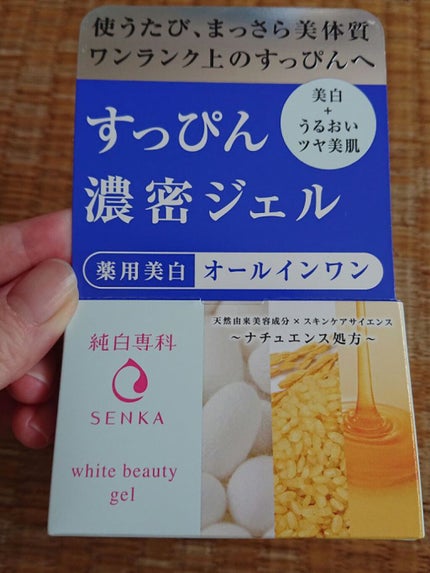 使うたび、まっさら美体質
ワンランク上のすっぴんへ
すっぴん
美白
+
うるおい
ツヤ美肌
濃密ジェル
薬用美白 オールインワン
天然由来美容成分×スキンケアサイエンス
～ナチュエンス処方～
純白専科
SENKA
white beauty
gel